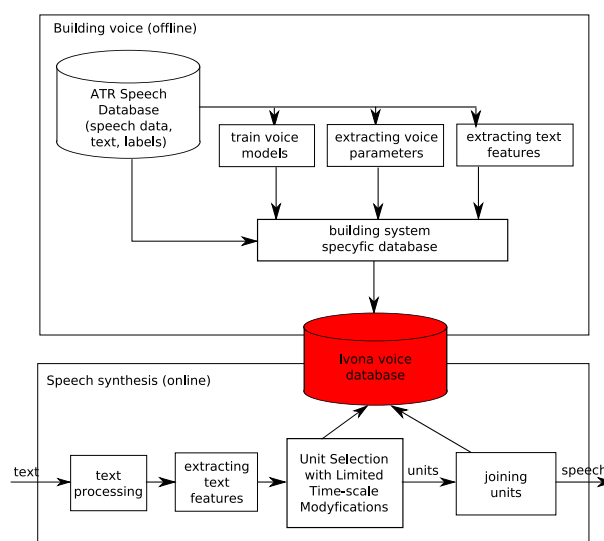 Building voice (offline)
ATR Speech
Database
(speech data,
text, labels)
train voice
models
extracting voice
parameters
extracting text
features
building system
specyfic database
Ivona voice
database
Speech synthesis (online)
text
text
processing
extracting
text
features
Unit Selection
with Limited
Time-scale
Modyfications
units
joining
units
speech